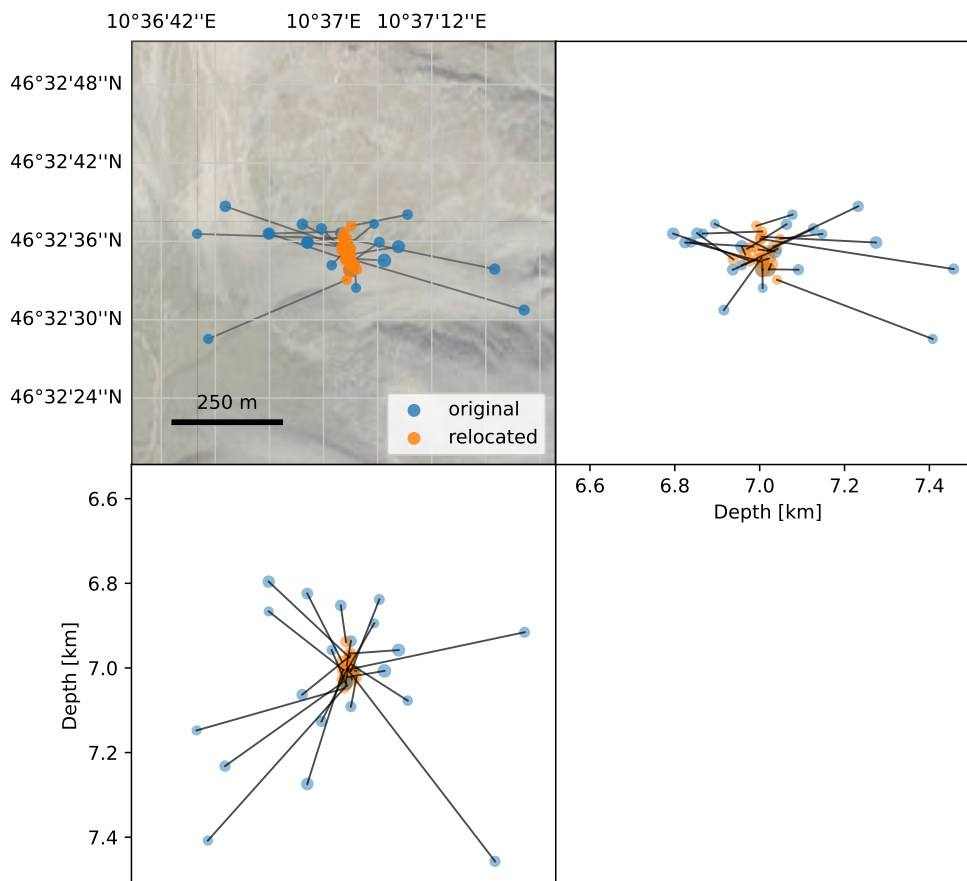 10°36'42''E 10°37'E 10°37'12''E
46°32'48''N
46°32'42''N
46°32'36''N
46°32'30''N
46°32'24''N
250 m
original
relocated
6.6 6.8 7.0 7.2 7.4
Depth [km]
6.6
6.8
7.0
7.2
7.4
Depth [km]